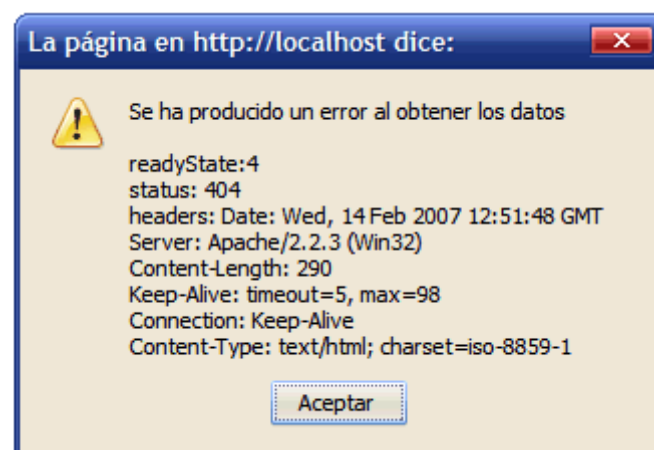 La página en http://localhost dice:
Se ha producido un error al obtener los datos
readyState:4
status: 404
headers: Date: Wed, 14 Feb 2007 12:51:48 GMT
Server: Apache/2.2.3 (Win32)
Content-Length: 290
Keep-Alive: timeout=5, max=98
Connection: Keep-Alive
Content-Type: text/html; charset=iso-8859-1
Aceptar